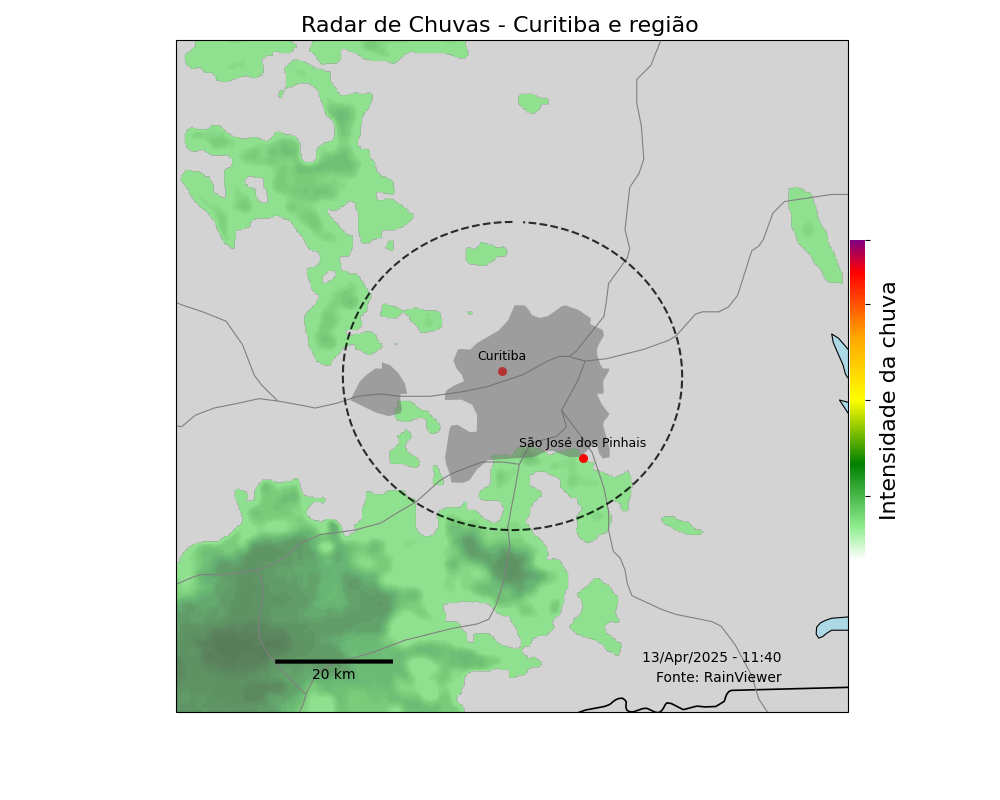 Radar de Chuvas - Curitiba e região
Curitiba
São José dos Pinhais
Intensidade da chuva
13/Apr/2025 - 11:40
Fonte: RainViewer
20 km